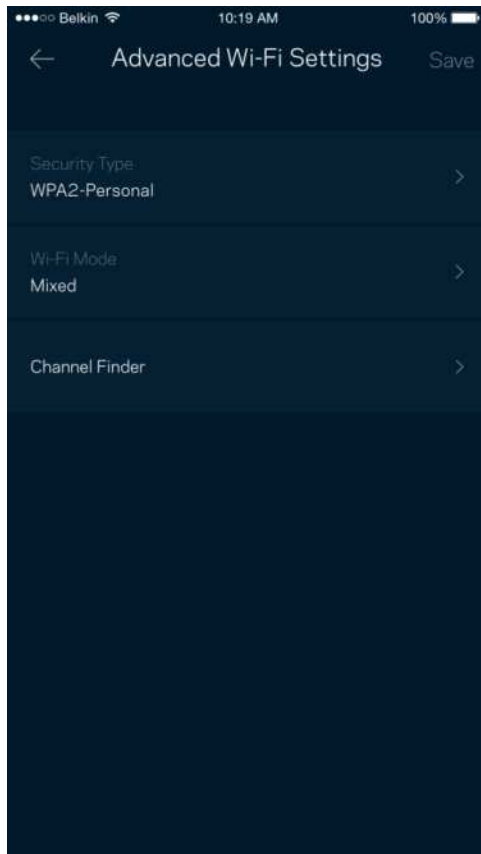 Belkin 10:19 AM 100%
Advanced Wi-Fi Settings Save
Security Type
WPA2-Personal
Wi-Fi Mode
Mixed
Channel Finder